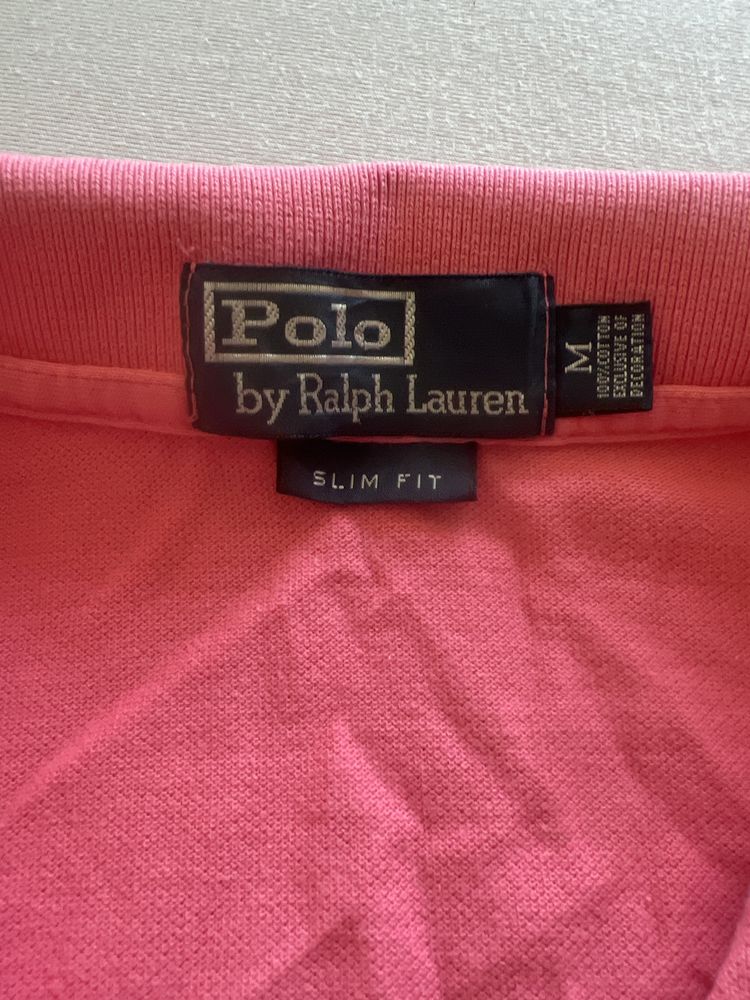 Polo
by Ralph Lauren
M
100% COTTON
EXCLUSIVE OF
DECORATION
SLIM FIT